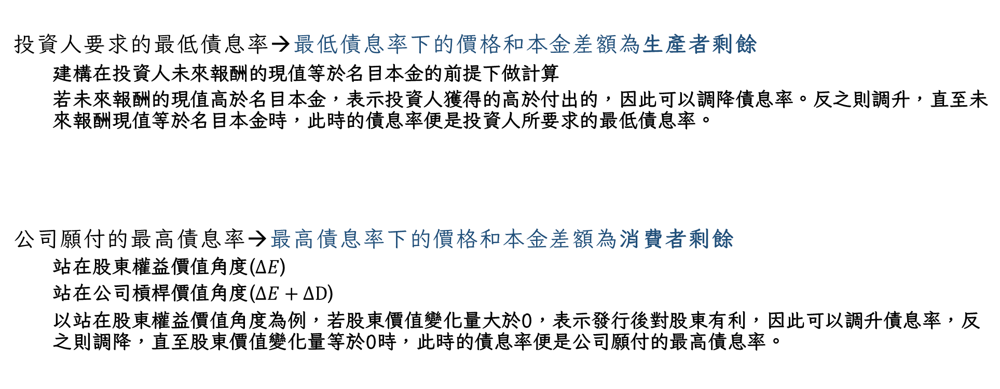 投資人要求的最低債息率→最低債息率下的價格和本金差額為生產者剩餘
建構在投資人未來報酬的現值等於名目本金的前提下做計算
若未來報酬的現值高於名目本金，表示投資人獲得的高於付出的，因此可以調降債息率。反之則調升，直至未
來報酬現值等於名目本金時，此時的債息率便是投資人所要求的最低債息率。
公司願付的最高債息率→最高債息率下的價格和本金差額為消費者剩餘
站在股東權益價值角度(ΔE)
站在公司槓桿價值角度(ΔE + ΔD)
以站在股東權益價值角度為例，若股東價值變化量大於0，表示發行後對股東有利，因此可以調升債息率，反
之則調降，直至股東價值變化量等於0時，此時的債息率便是公司願付的最高債息率。